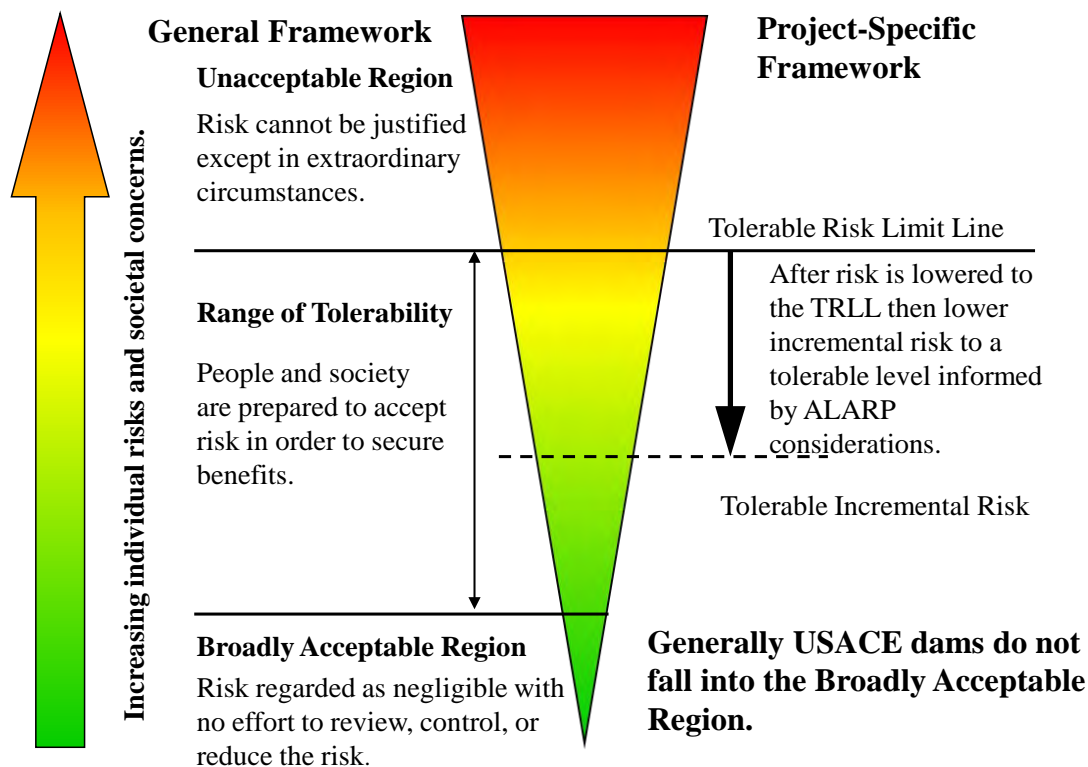 General Framework
Unacceptable Region
Risk cannot be justified
except in extraordinary
circumstances.
Range of Tolerability
People and society
are prepared to accept
risk in order to secure
benefits.
Broadly Acceptable Region
Risk regarded as negligible with
no effort to review, control, or
reduce the risk.
Increasing individual risks and societal concerns.
Project-Specific
Framework
Tolerable Risk Limit Line
After risk is lowered to
the TRLL then lower
incremental risk to a
tolerable level informed
by ALARP
considerations.
Tolerable Incremental Risk
Generally USACE dams do not
fall into the Broadly Acceptable
Region.